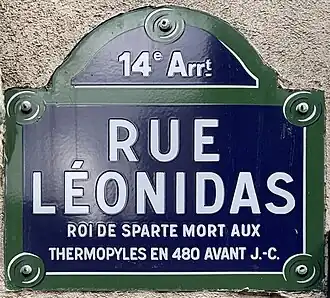 14e Arrt
RUE
LÉONIDAS
ROI DE SPARTE MORT AUX
THERMOPYLES EN 480 AVANT J.-C.